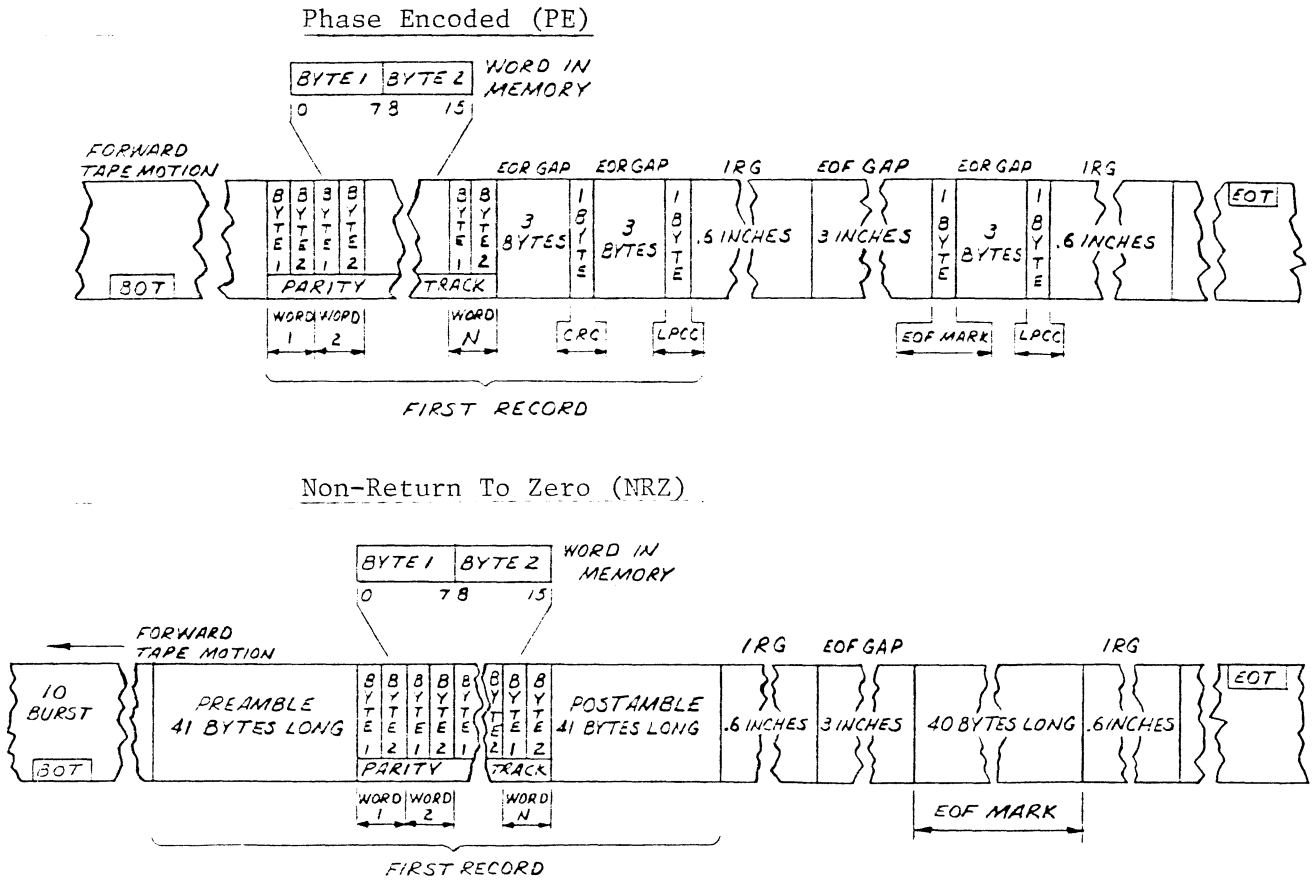 Phase Encoded (PE)
BYTE 1 BYTE 2 WORD IN
MEMORY
0 7 8 15
FORWARD
TAPE MOTION
EOR GAP EOR GAP IRG EOF GAP EOR GAP IRG
BYTE 1 BYTE 2 BYTE 1 BYTE 2 BYTE 1 BYTE 2
3
BYTES
1 BYTE
3
BYTES
1 BYTE
.6 INCHES
3 INCHES
1 BYTE
3
BYTES
1 BYTE
.6 INCHES
EOT
BOT
PARITY TRACK
WORD
1
WORD
2
WORD
N
CRC LPCC EOF MARK LPCC
FIRST RECORD
Non-Return To Zero (NRZ)
BYTE 1 BYTE 2 WORD IN
MEMORY
0 7 8 15
FORWARD
TAPE MOTION
IRG EOF GAP IRG
10
BURST
BOT
PREAMBLE
41 BYTES LONG
BYTE 1 BYTE 2 BYTE 1 BYTE 2 BYTE 1 BYTE 2 BYTE 1 BYTE 2
POSTAMBLE
41 BYTES LONG
.6 INCHES
3 INCHES
40 BYTES LONG
.6 INCHES
EOT
PARITY TRACK
WORD
1
WORD
2
WORD
N
EOF MARK
FIRST RECORD